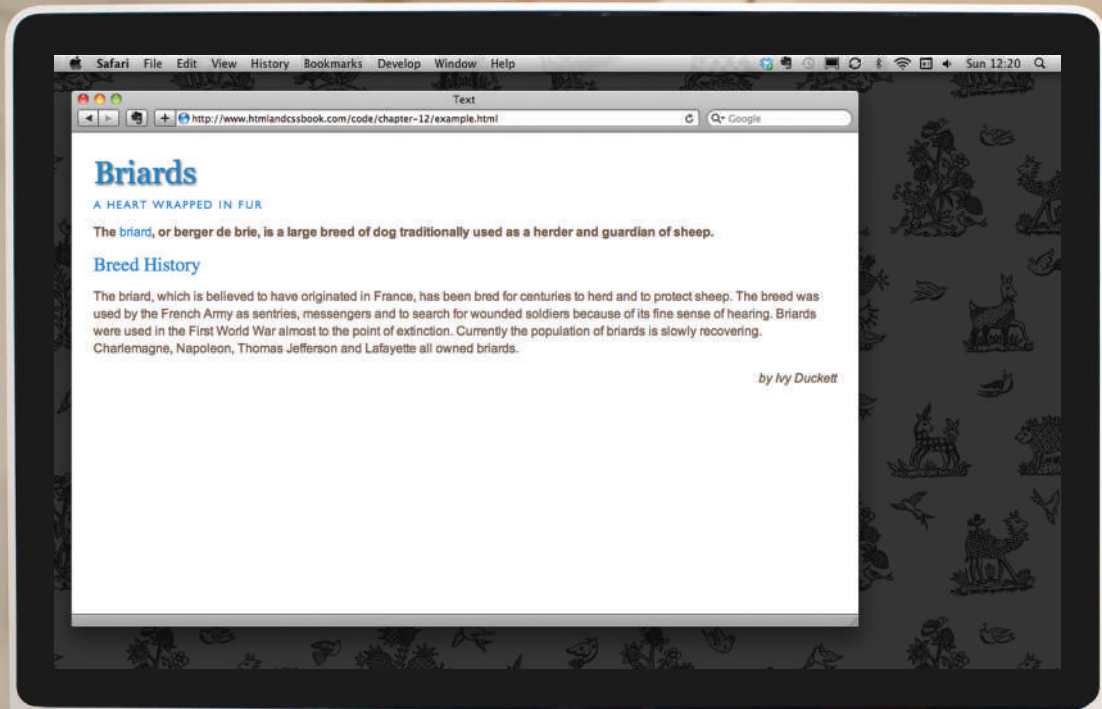 Safari File Edit View History Bookmarks Develop Window Help Sun 12:20
Text
http://www.htmlandcssbook.com/code/chapter-12/example.html Google
Briards
A HEART WRAPPED IN FUR
The briard, or berger de brie, is a large breed of dog traditionally used as a herder and guardian of sheep.
Breed History
The briard, which is believed to have originated in France, has been bred for centuries to herd and to protect sheep. The breed was
used by the French Army as sentries, messengers and to search for wounded soldiers because of its fine sense of hearing. Briards
were used in the First World War almost to the point of extinction. Currently the population of briards is slowly recovering.
Charlemagne, Napoleon, Thomas Jefferson and Lafayette all owned briards.
by Ivy Duckett